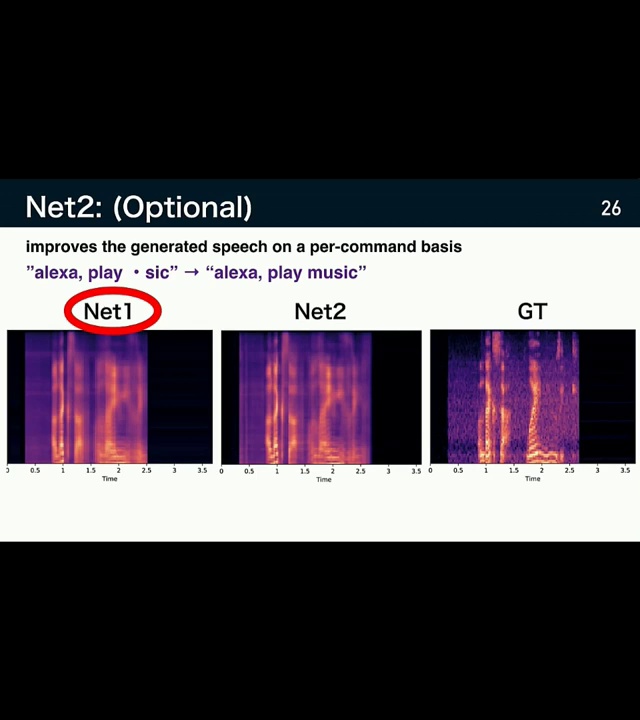 Net2: (Optional)
26
improves the generated speech on a per-command basis
”alexa, play ・sic” → “alexa, play music”
Net1
Net2
GT
0 0.5 1 1.5 2 2.5 3 3.5
Time
0 0.5 1 1.5 2 2.5 3 3.5
Time
0 0.5 1 1.5 2 2.5 3 3.5
Time